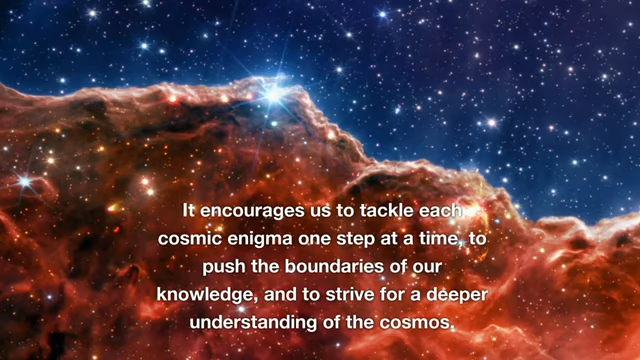 It encourages us to tackle each
cosmic enigma one step at a time, to
push the boundaries of our
knowledge, and to strive for a deeper
understanding of the cosmos.